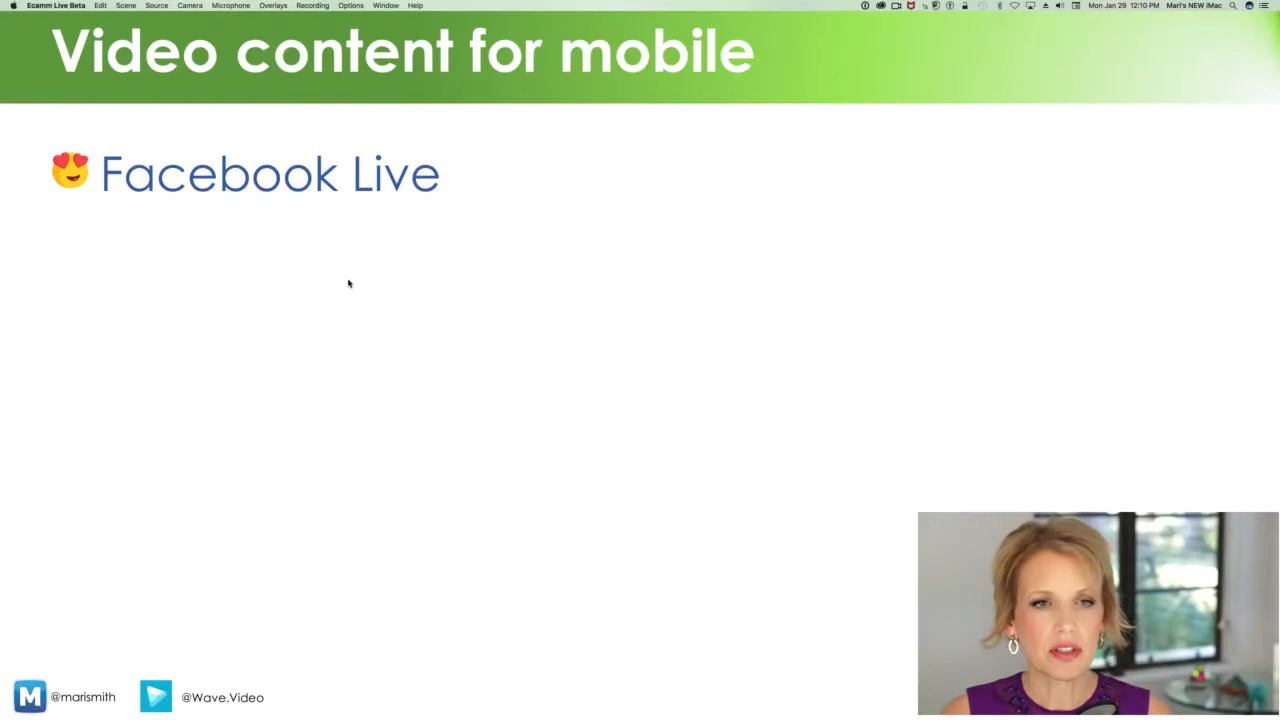 Ecamm Live Beta Edit Scene Source Camera Microphone Overlays Recording Options Window Help Mon Jan 29 12:10 PM Mari's NEW iMac
Video content for mobile
Facebook Live
M @marismith @Wave.Video